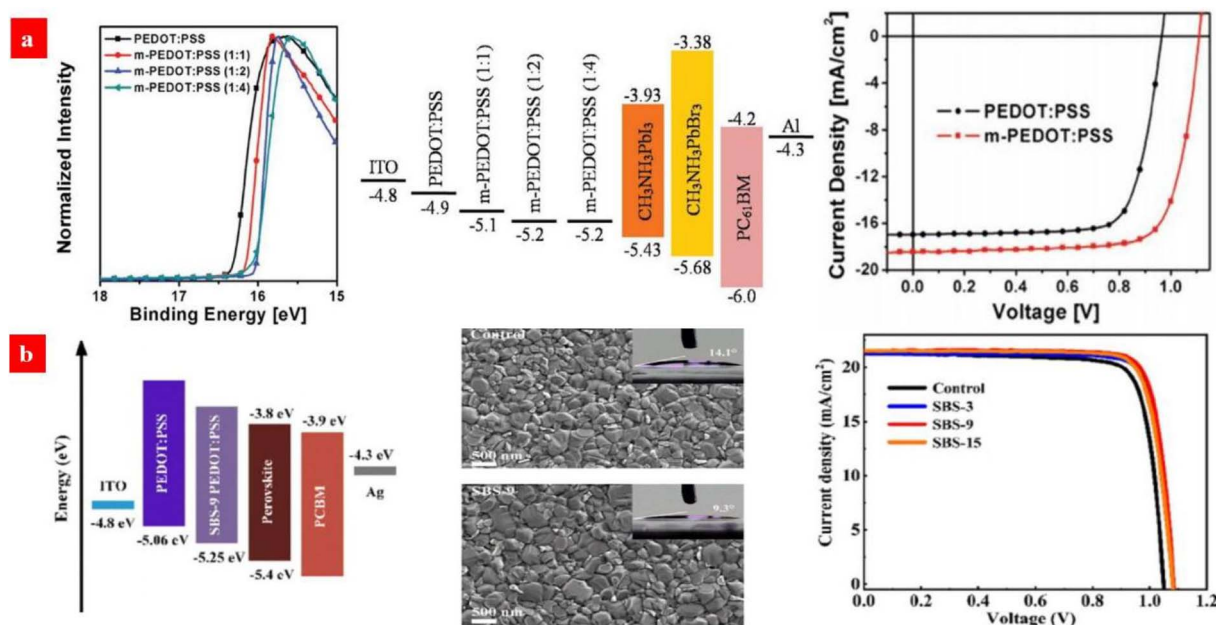 a
PEDOT:PSS
m-PEDOT:PSS (1:1)
m-PEDOT:PSS (1:2)
m-PEDOT:PSS (1:4)
Normalized Intensity
18 17 16 15
Binding Energy [eV]
ITO
-4.8
PEDOT:PSS
-4.9
m-PEDOT:PSS (1:1)
-5.1
m-PEDOT:PSS (1:2)
-5.2
m-PEDOT:PSS (1:4)
-5.2
-3.93
CH₃NH₃PbI₃
-5.43
-3.38
CH₃NH₃PbBr₃
-5.68
-4.2
PC₆₁BM
-6.0
Al
-4.3
Current Density [mA/cm²]
0
-4
-8
-12
-16
-20
PEDOT:PSS
m-PEDOT:PSS
0.0 0.2 0.4 0.6 0.8 1.0
Voltage [V]
b
Energy (eV)
ITO
-4.8 eV
PEDOT:PSS
-5.06 eV
SBS-9 PEDOT:PSS
-5.25 eV
-3.8 eV
Perovskite
-5.4 eV
-3.9 eV
PCBM
-4.3 eV
Ag
Control
14.1°
500 nm
SBS-9
9.3°
500 nm
Current density (mA/cm²)
20
15
10
5
0
Control
SBS-3
SBS-9
SBS-15
0.0 0.2 0.4 0.6 0.8 1.0 1.2
Voltage (V)